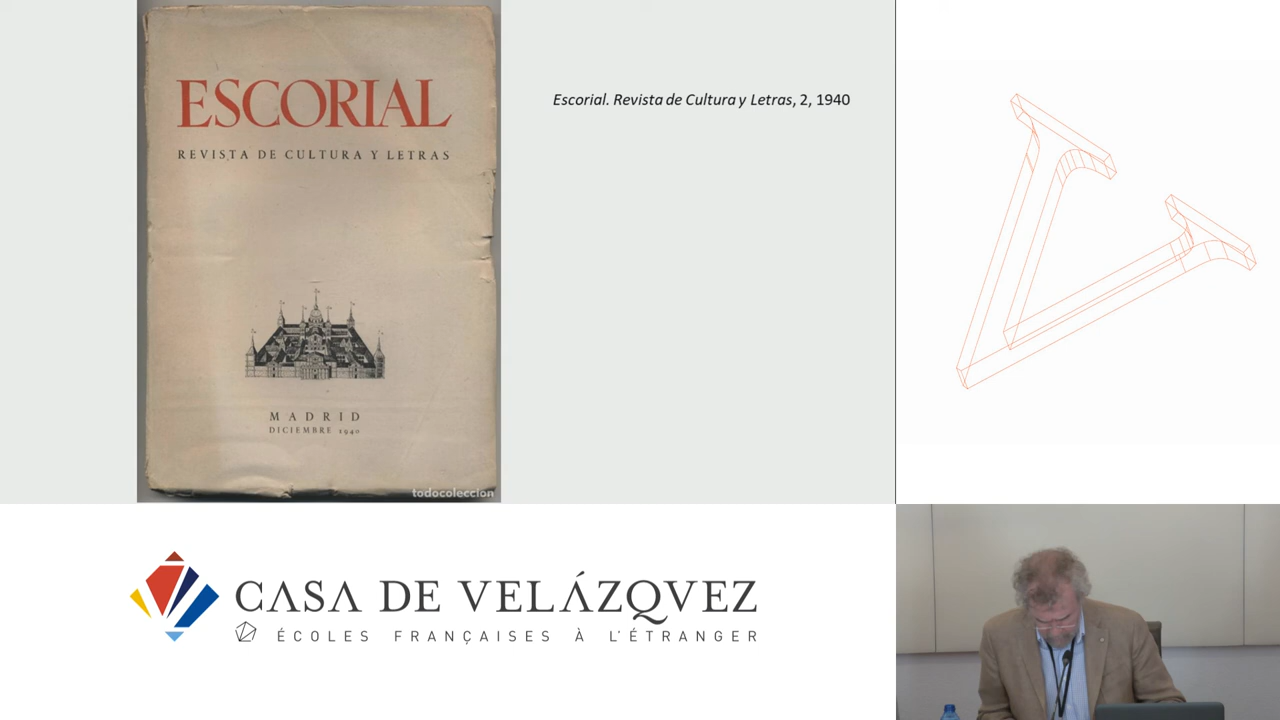 ESCORIAL
REVISTA DE CULTURA Y LETRAS
MADRID
DICIEMBRE 1940
todocoleccion
Escorial. Revista de Cultura y Letras, 2, 1940
CASA DE VELÁZQVEZ
ÉCOLES FRANÇAISES À L'ÉTRANGER